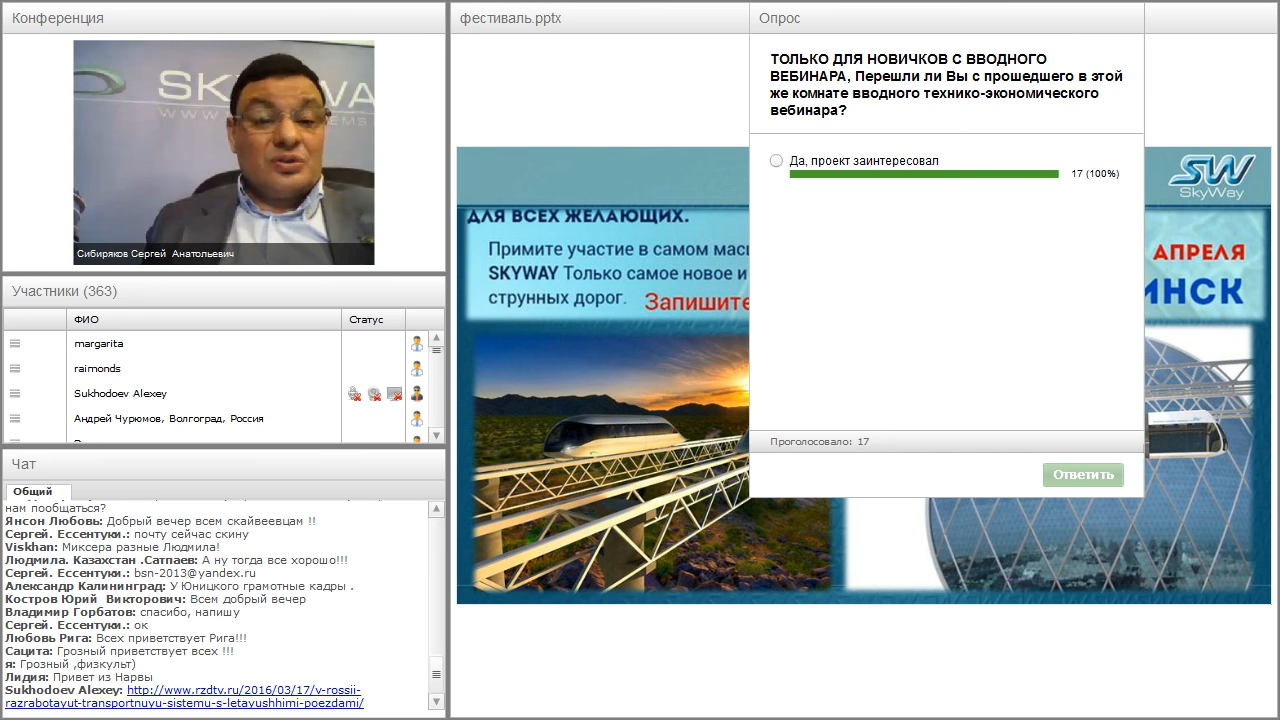 Конференция
SKYWA
WWW
EMS
Сибиряков Сергей Анатольевич
Участники (363)
ФИО
Статус
margarita
raimonds
Sukhodoev Alexey
Андрей Чурюмов, Волгоград, Россия
Чат
Общий
нам пообщаться?
Янсон Любовь: Добрый вечер всем скайвеевцам !!
Сергей. Ессентуки.: почту сейчас скину
Viskhan: Миксера разные Людмила!
Людмила. Казахстан .Сатпаев: А ну тогда все хорошо!!!
Сергей. Ессентуки.: bsn-2013@yandex.ru
Александр Калининград: У Юницкого грамотные кадры .
Костров Юрий Викторович: Всем добрый вечер
Владимир Горбатов: спасибо, напишу
Сергей. Ессентуки.: ок
Любовь Рига: Всех приветствует Рига!!!
Сацита: Грозный приветствует всех !!!
я: Грозный ,физкульт)
Лидия: Привет из Нарвы
Sukhodoev Alexey: http://www.rzdtv.ru/2016/03/17/v-rossii-
razrabotayut-transportnuyu-sistemu-s-letayushhimi-poezdami/
фестиваль.pptx
ДЛЯ ВСЕХ ЖЕЛАЮЩИХ.
Примите участие в самом мас
SKYWAY Только самое новое и
струнных дорог. Запишите
SW
SkyWay
АПРЕЛЯ
ИНСК
Опрос
ТОЛЬКО ДЛЯ НОВИЧКОВ С ВВОДНОГО
ВЕБИНАРА, Перешли ли Вы с прошедшего в этой
же комнате вводного технико-экономического
вебинара?
Да, проект заинтересовал
17 (100%)
Проголосовало: 17
Ответить